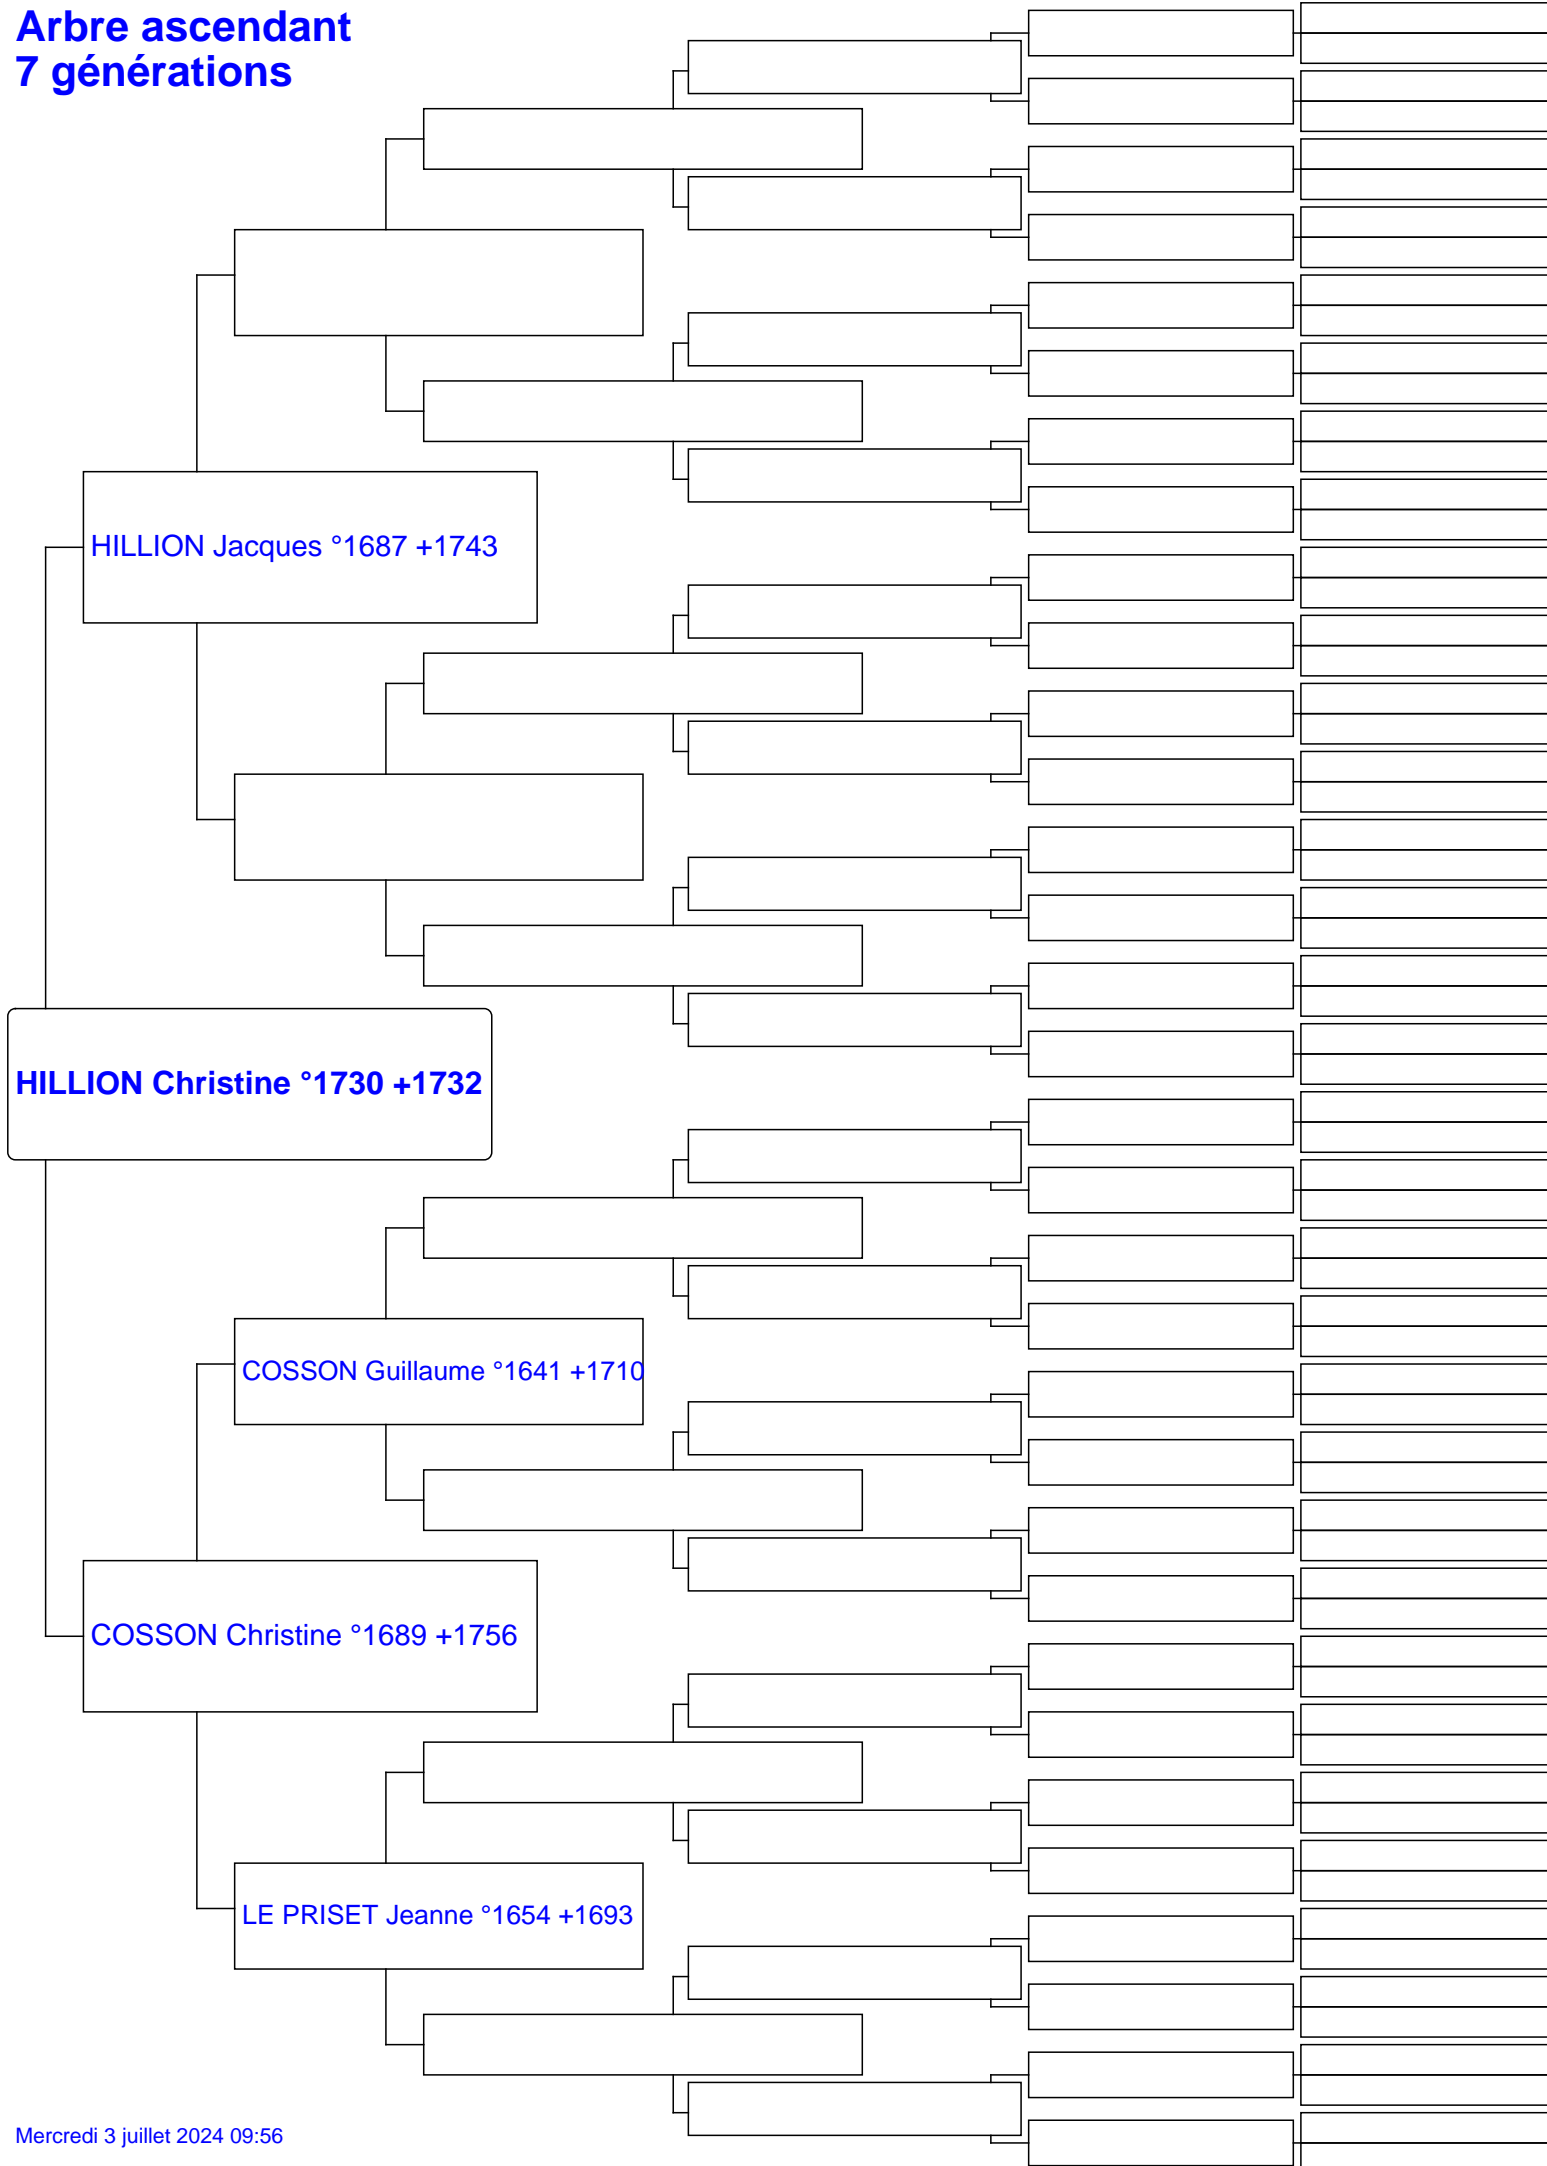 Arbre ascendant
7 générations
HILLION Jacques °1687 +1743
HILLION Christine °1730 +1732
COSSON Guillaume °1641 +1710
COSSON Christine °1689 +1756
LE PRISET Jeanne °1654 +1693
Mercredi 3 juillet 2024 09:56